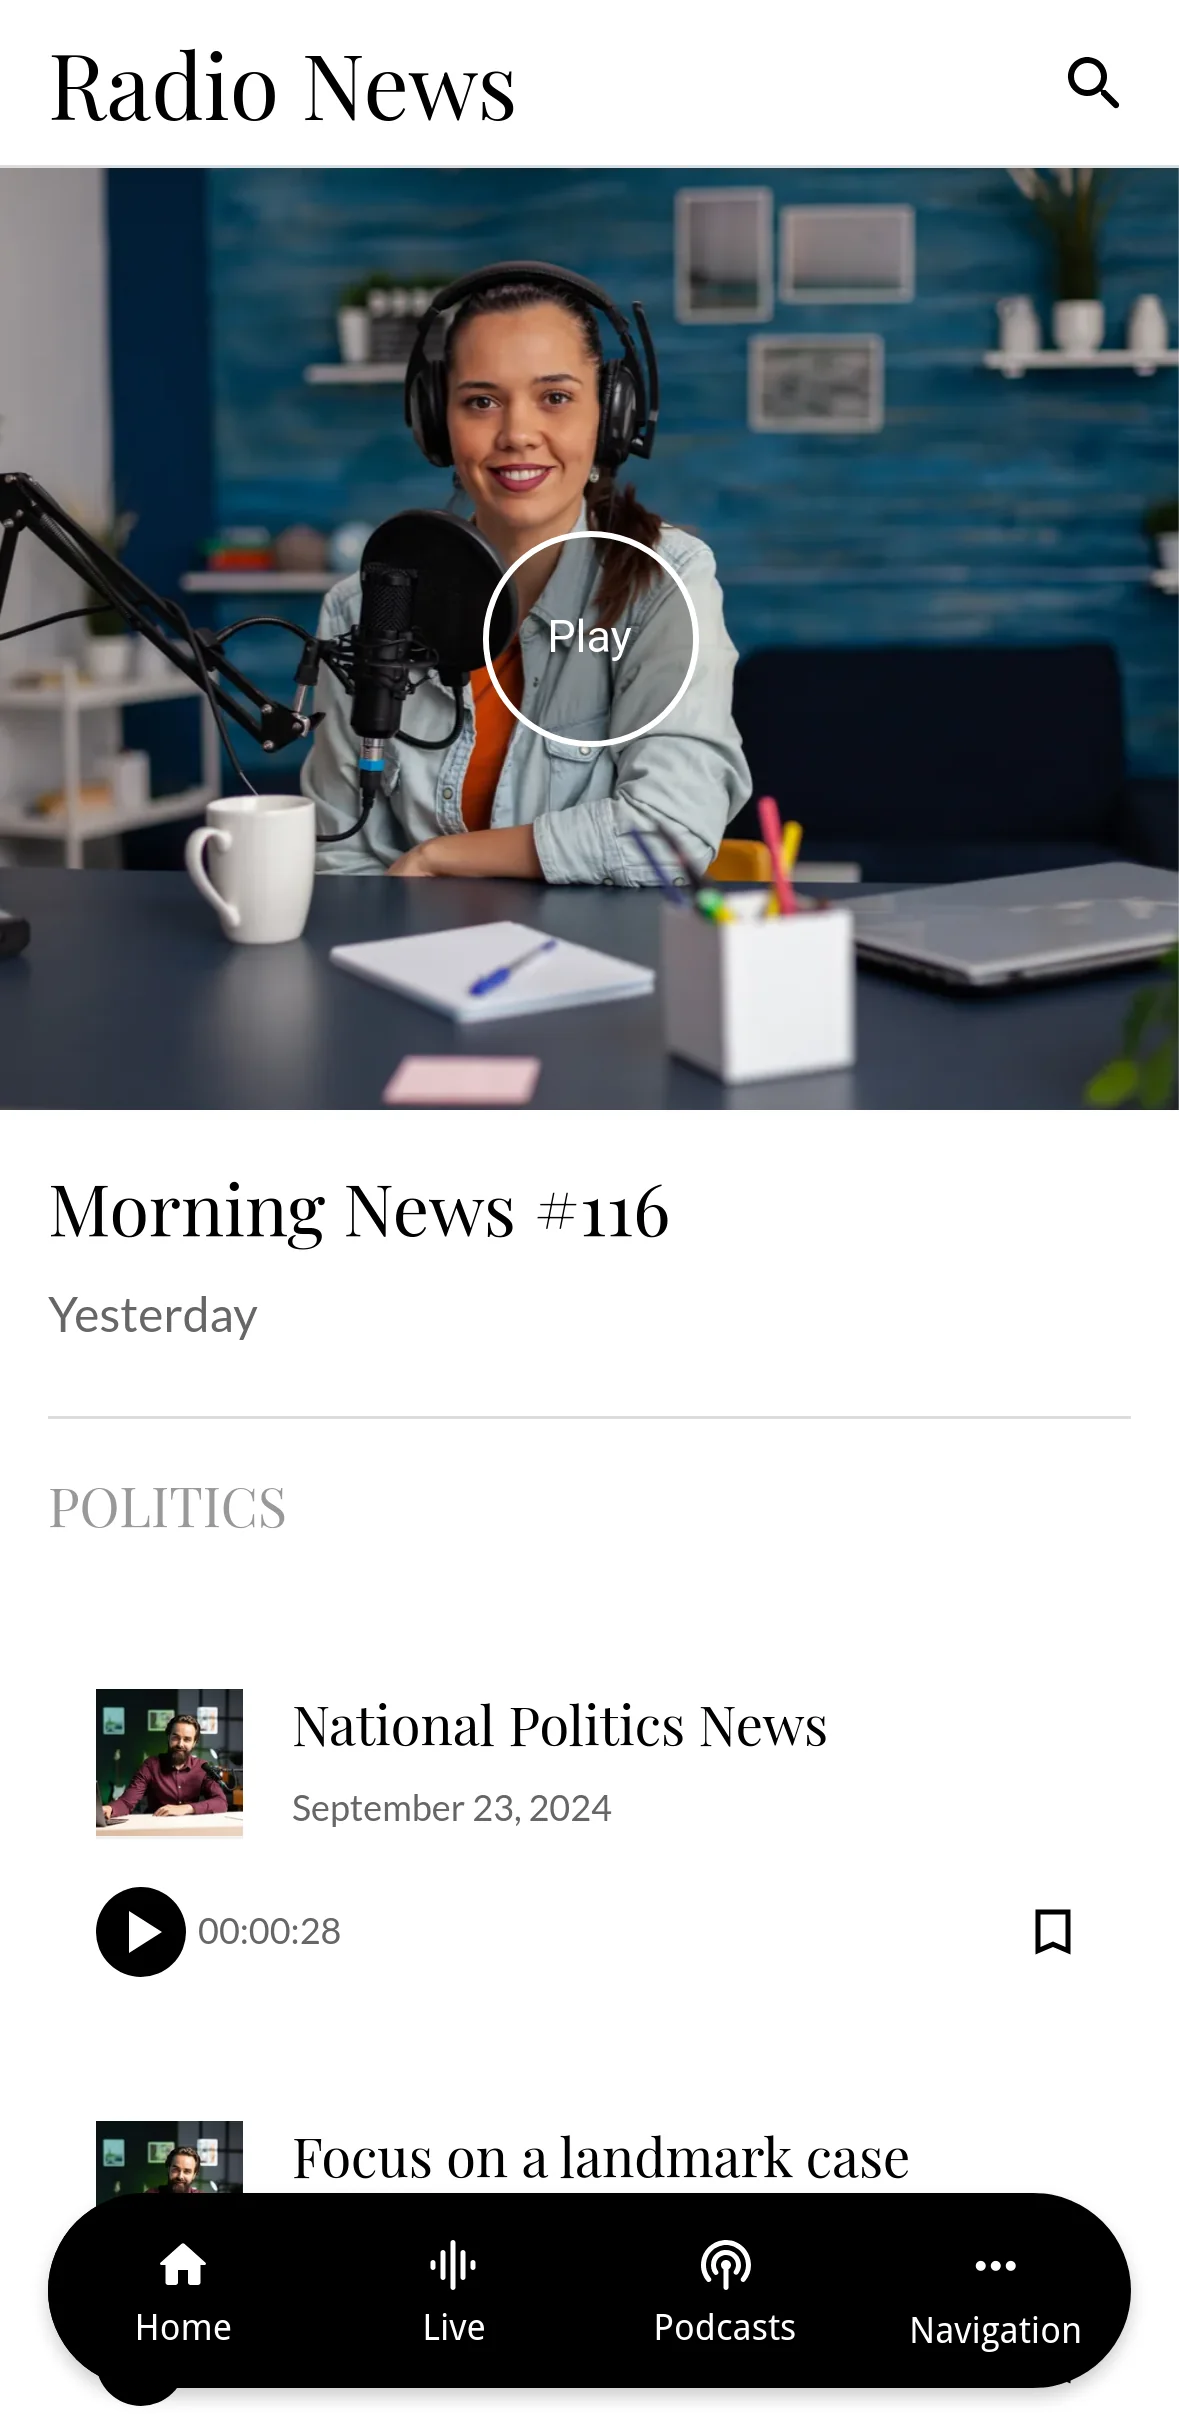 Radio News
Play
Morning News #116
Yesterday
POLITICS
National Politics News
September 23, 2024
00:00:28
Focus on a landmark case
Home
Live
Podcasts
Navigation